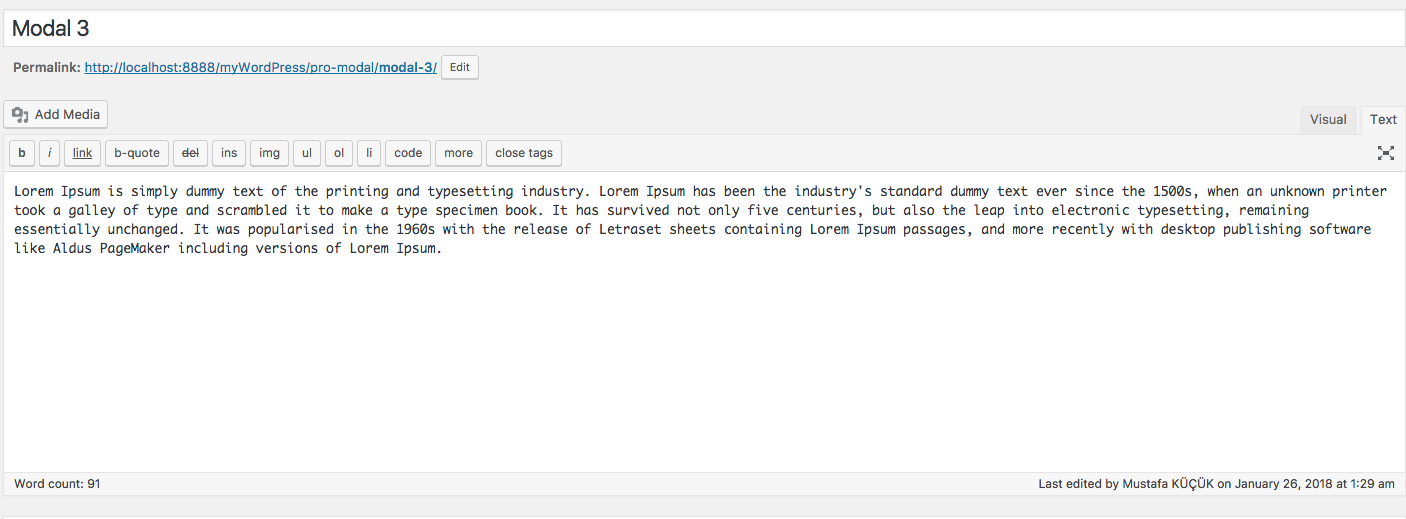 Modal 3
Permalink: http://localhost:8888/myWordPress/pro-modal/modal-3/ Edit
Add Media
Visual Text
b i link b-quote del ins img ul ol li code more close tags
Lorem Ipsum is simply dummy text of the printing and typesetting industry. Lorem Ipsum has been the industry's standard dummy text ever since the 1500s, when an unknown printer
took a galley of type and scrambled it to make a type specimen book. It has survived not only five centuries, but also the leap into electronic typesetting, remaining
essentially unchanged. It was popularised in the 1960s with the release of Letraset sheets containing Lorem Ipsum passages, and more recently with desktop publishing software
like Aldus PageMaker including versions of Lorem Ipsum.
Word count: 91 Last edited by Mustafa KÜÇÜK on January 26, 2018 at 1:29 am